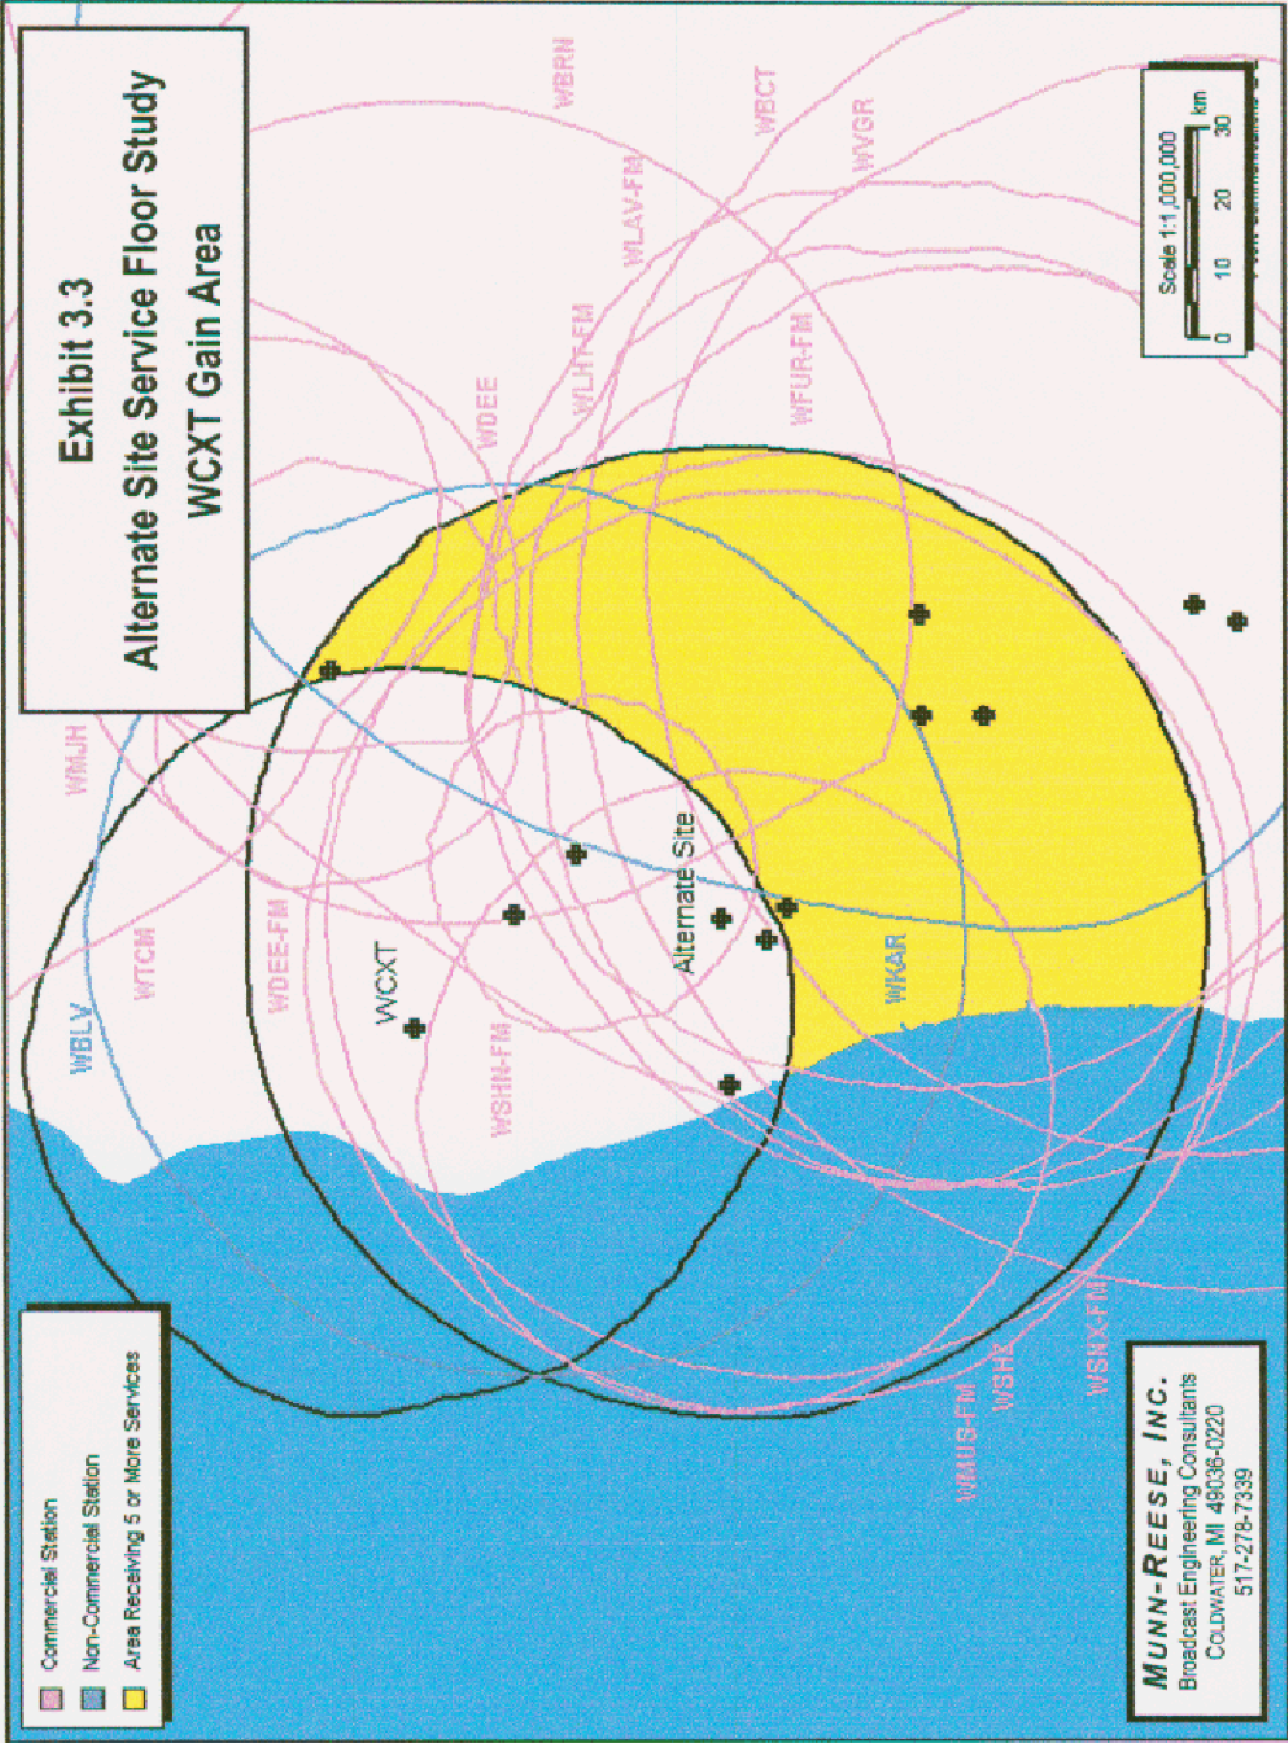 Exhibit 3.3
Alternate Site Service Floor Study
WCXT Gain Area
Commercial Station
Non-Commercial Station
Area Receiving 5 or More Services
WMJH
WBLV
WTCM
WDEE-FM
WCXT
WSHN-FM
Alternate Site
WKAR
WDEE
WBRN
WLHT-FM
WLAV-FM
WBCT
WVGR
WFUR-FM
WMUS-FM
WSNX-FM
Scale 1:1,000,000
0 10 20 30 km
MUNN-REESE, INC.
Broadcast Engineering Consultants
COLDWATER, MI 49036-0220
517-278-7339